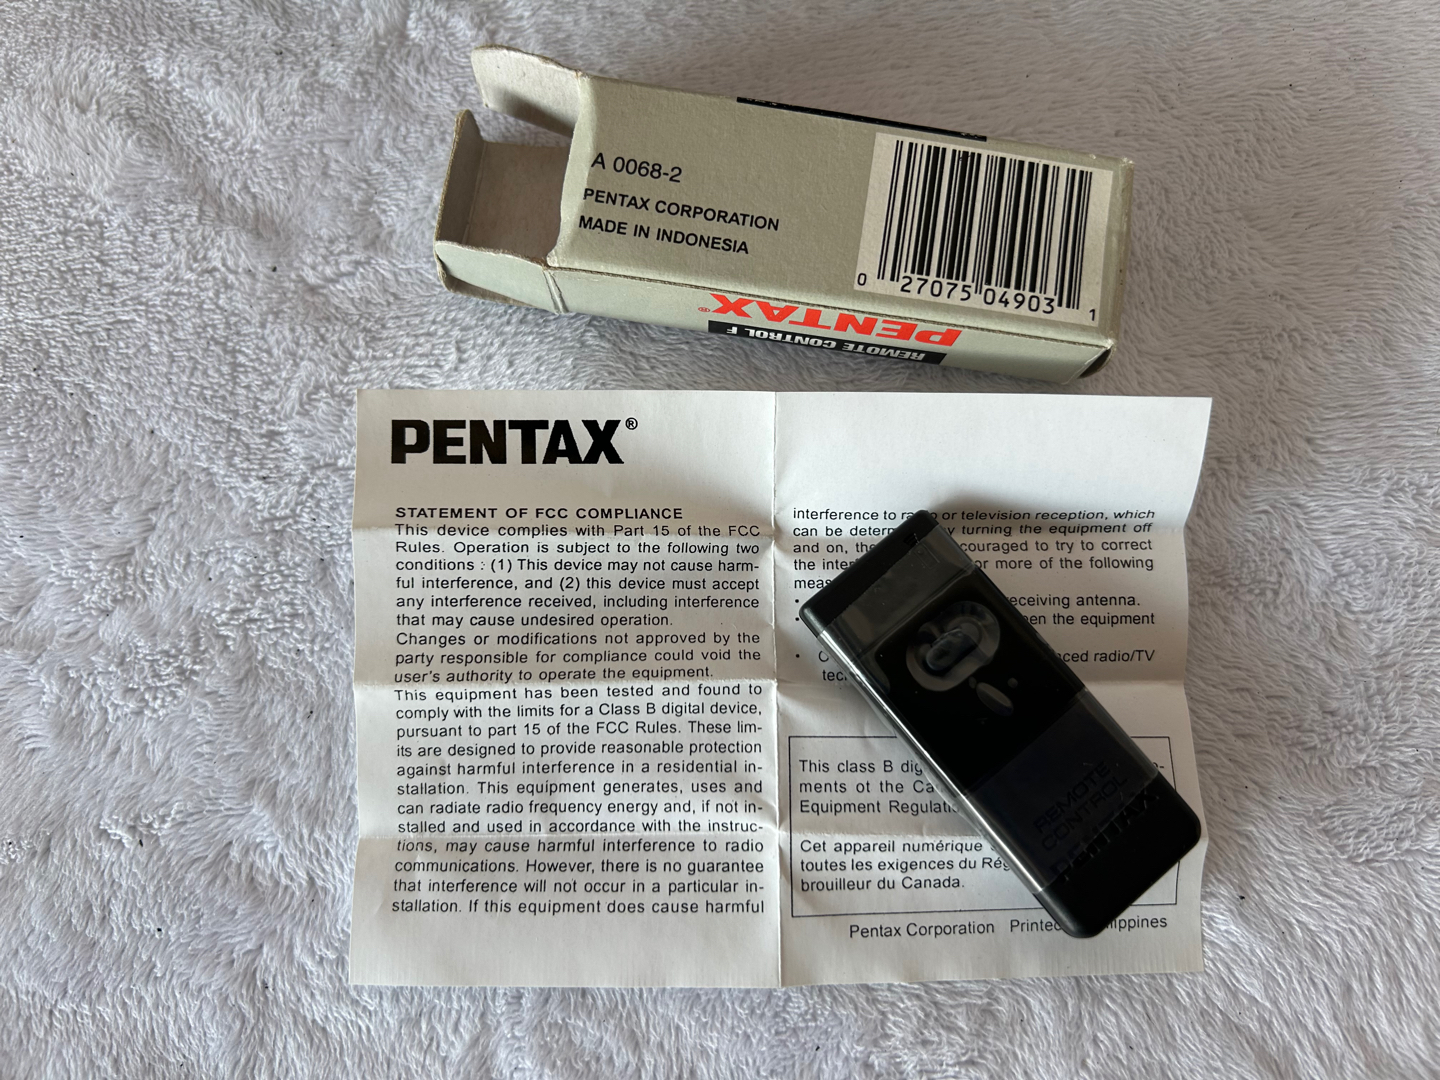 A 0068-2
PENTAX CORPORATION
MADE IN INDONESIA
0 27075 04903 1
PENTAX®
REMOTE CONTROL F
PENTAX®
STATEMENT OF FCC COMPLIANCE
This device complies with Part 15 of the FCC
Rules. Operation is subject to the following two
conditions : (1) This device may not cause harm-
ful interference, and (2) this device must accept
any interference received, including interference
that may cause undesired operation.
Changes or modifications not approved by the
party responsible for compliance could void the
user's authority to operate the equipment.
This equipment has been tested and found to
comply with the limits for a Class B digital device,
pursuant to part 15 of the FCC Rules. These lim-
its are designed to provide reasonable protection
against harmful interference in a residential in-
stallation. This equipment generates, uses and
can radiate radio frequency energy and, if not in-
stalled and used in accordance with the instruc-
tions, may cause harmful interference to radio
communications. However, there is no guarantee
that interference will not occur in a particular in-
stallation. If this equipment does cause harmful
interference to or television reception, which
can be turning the equipment off
and on, couraged to try to correct
the or more of the following
• eceiving antenna.
• the equipment
• radio/TV
This class B
ments ot the
Equipment
Cet appareil numérique
toutes les exigences du
brouilleur du Canada.
Pentax Corporation Printed
REMOTE
CONTROL
PENTAX